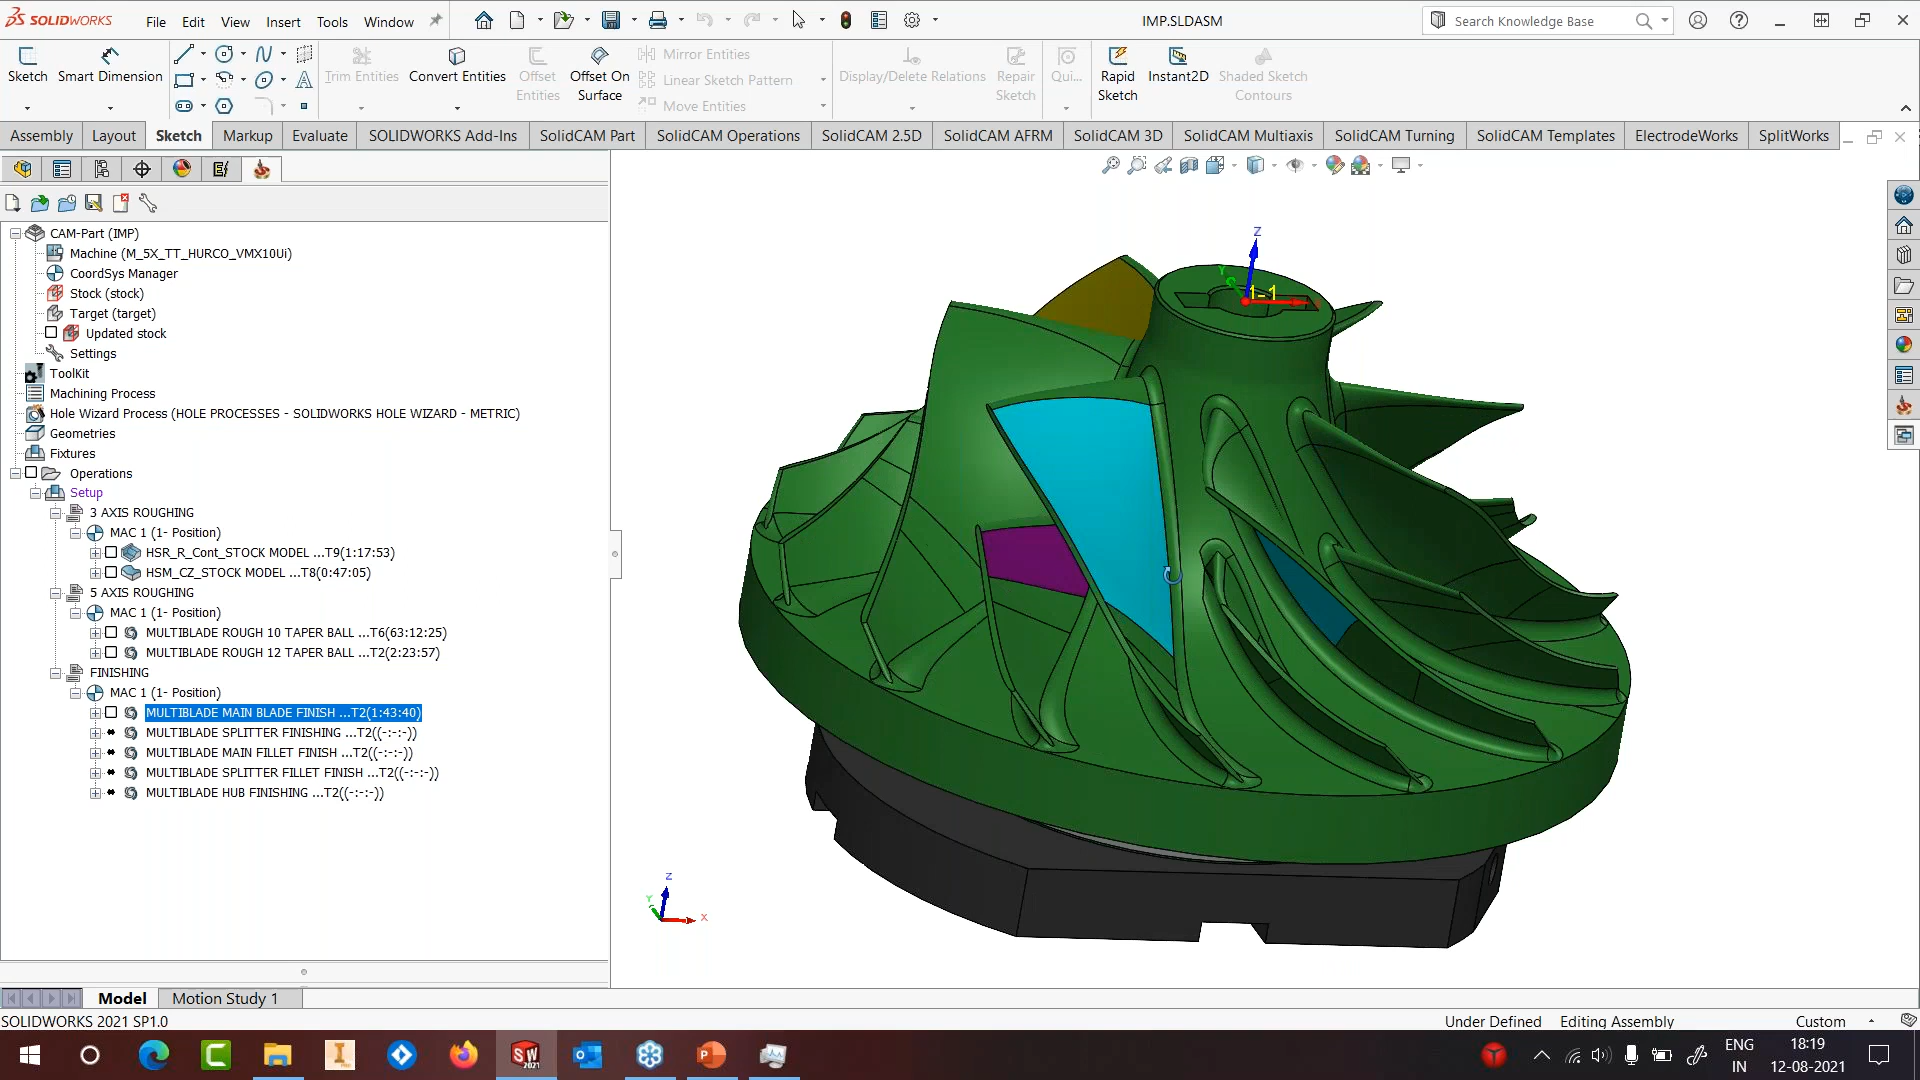 SOLIDWORKS File Edit View Insert Tools Window IMP.SLDASM Search Knowledge Base
Sketch Smart Dimension Trim Entities Convert Entities Offset Entities Offset On Surface Mirror Entities Linear Sketch Pattern Move Entities Display/Delete Relations Repair Sketch Qui... Rapid Sketch Instant2D Shaded Sketch Contours
Assembly Layout Sketch Markup Evaluate SOLIDWORKS Add-Ins SolidCAM Part SolidCAM Operations SolidCAM 2.5D SolidCAM AFRM SolidCAM 3D SolidCAM Multiaxis SolidCAM Turning SolidCAM Templates ElectrodeWorks SplitWorks
CAM-Part (IMP)
Machine (M_5X_TT_HURCO_VMX10Ui)
CoordSys Manager
Stock (stock)
Target (target)
Updated stock
Settings
ToolKit
Machining Process
Hole Wizard Process (HOLE PROCESSES - SOLIDWORKS HOLE WIZARD - METRIC)
Geometries
Fixtures
Operations
Setup
3 AXIS ROUGHING
MAC 1 (1- Position)
HSR_R_Cont_STOCK MODEL ...T9(1:17:53)
HSM_CZ_STOCK MODEL ...T8(0:47:05)
5 AXIS ROUGHING
MAC 1 (1- Position)
MULTIBLADE ROUGH 10 TAPER BALL ...T6(63:12:25)
MULTIBLADE ROUGH 12 TAPER BALL ...T2(2:23:57)
FINISHING
MAC 1 (1- Position)
MULTIBLADE MAIN BLADE FINISH ...T2(1:43:40)
MULTIBLADE SPLITTER FINISHING ...T2((-:-:-))
MULTIBLADE MAIN FILLET FINISH ...T2((-:-:-))
MULTIBLADE SPLITTER FILLET FINISH ...T2((-:-:-))
MULTIBLADE HUB FINISHING ...T2((-:-:-))
Z
Y
1-1
Z
Y
X
Model Motion Study 1
SOLIDWORKS 2021 SP1.0 Under Defined Editing Assembly Custom
ENG 18:19
IN 12-08-2021